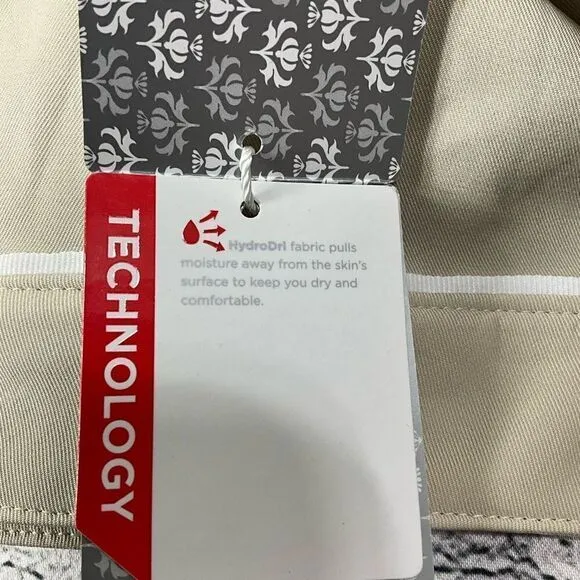 TECHNOLOGY
HydroDri fabric pulls
moisture away from the skin's
surface to keep you dry and
comfortable.